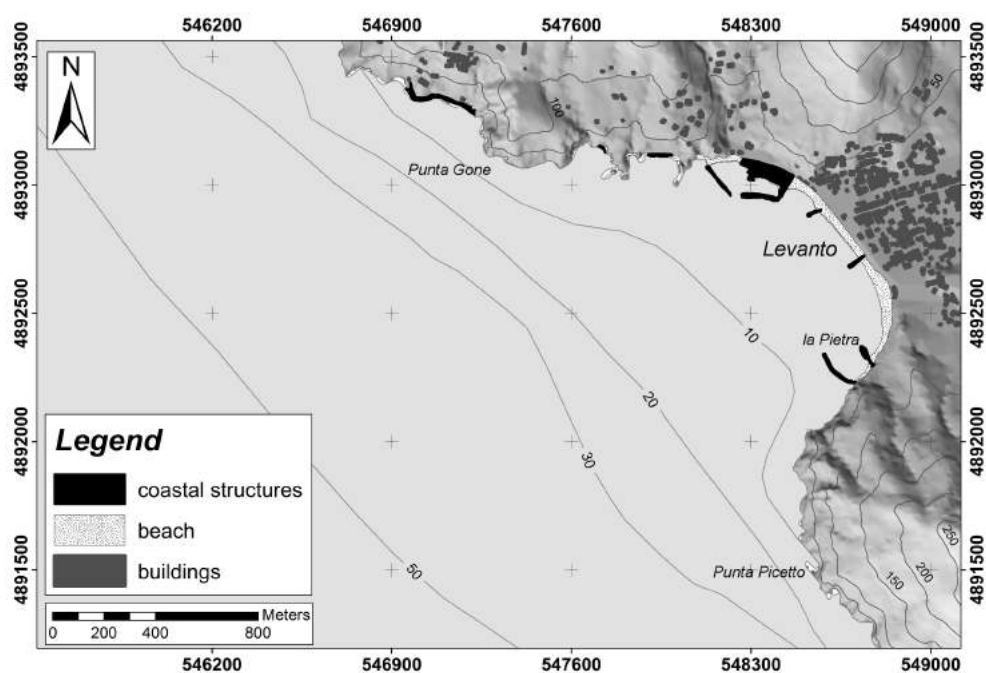 546200 546900 547600 548300 549000
4893500 4893500
N
50
100
Punta Gone
4893000 4893000
Levanto
4892500 4892500
10
la Pietra
20
Legend
30
4892000 4892000
coastal structures
beach
250
buildings
50
4891500 4891500
Punta Picetto
150
200
Meters
0 200 400 800
546200 546900 547600 548300 549000